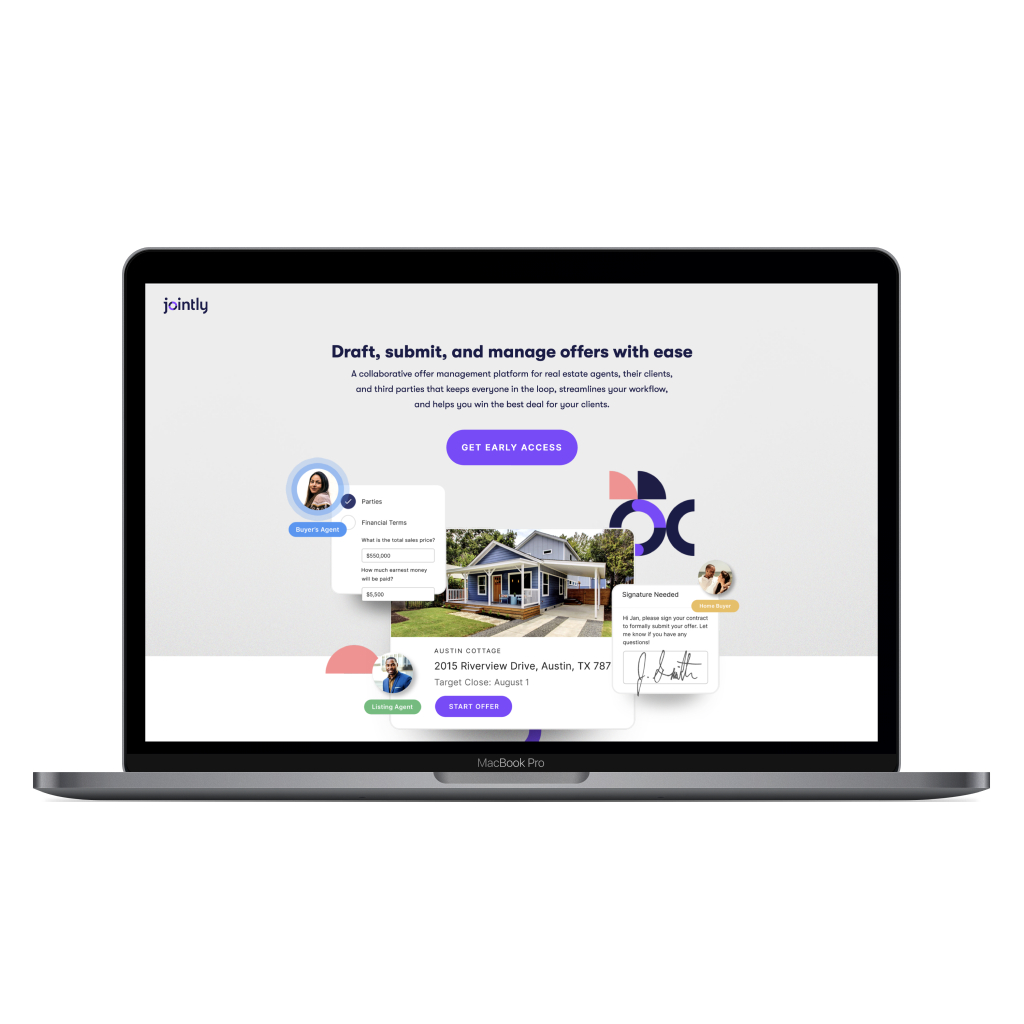 jointly
Draft, submit, and manage offers with ease
A collaborative offer management platform for real estate agents, their clients,
and third parties that keeps everyone in the loop, streamlines your workflow,
and helps you win the best deal for your clients.
GET EARLY ACCESS
Buyer's Agent
Parties
Financial Terms
What is the total sales price?
$550,000
How much earnest money
will be paid?
$5,500
AUSTIN COTTAGE
2015 Riverview Drive, Austin, TX 787
Target Close: August 1
START OFFER
Listing Agent
Home Buyer
Signature Needed
Hi Jan, please sign your contract
to formally submit your offer. Let
me know if you have any
questions!
J. Smith
MacBook Pro